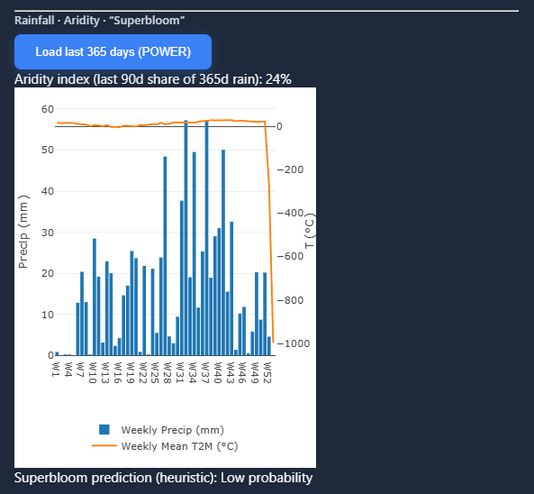 Rainfall · Aridity · “Superbloom”
Load last 365 days (POWER)
Aridity index (last 90d share of 365d rain): 24%
60
50
40
30
20
10
0
Precip (mm)
0
−200
−400
−600
−800
−1000
T (°C)
W1
W4
W7
W10
W13
W16
W19
W22
W25
W28
W31
W34
W37
W40
W43
W46
W49
W52
Weekly Precip (mm)
Weekly Mean T2M (°C)
Superbloom prediction (heuristic): Low probability